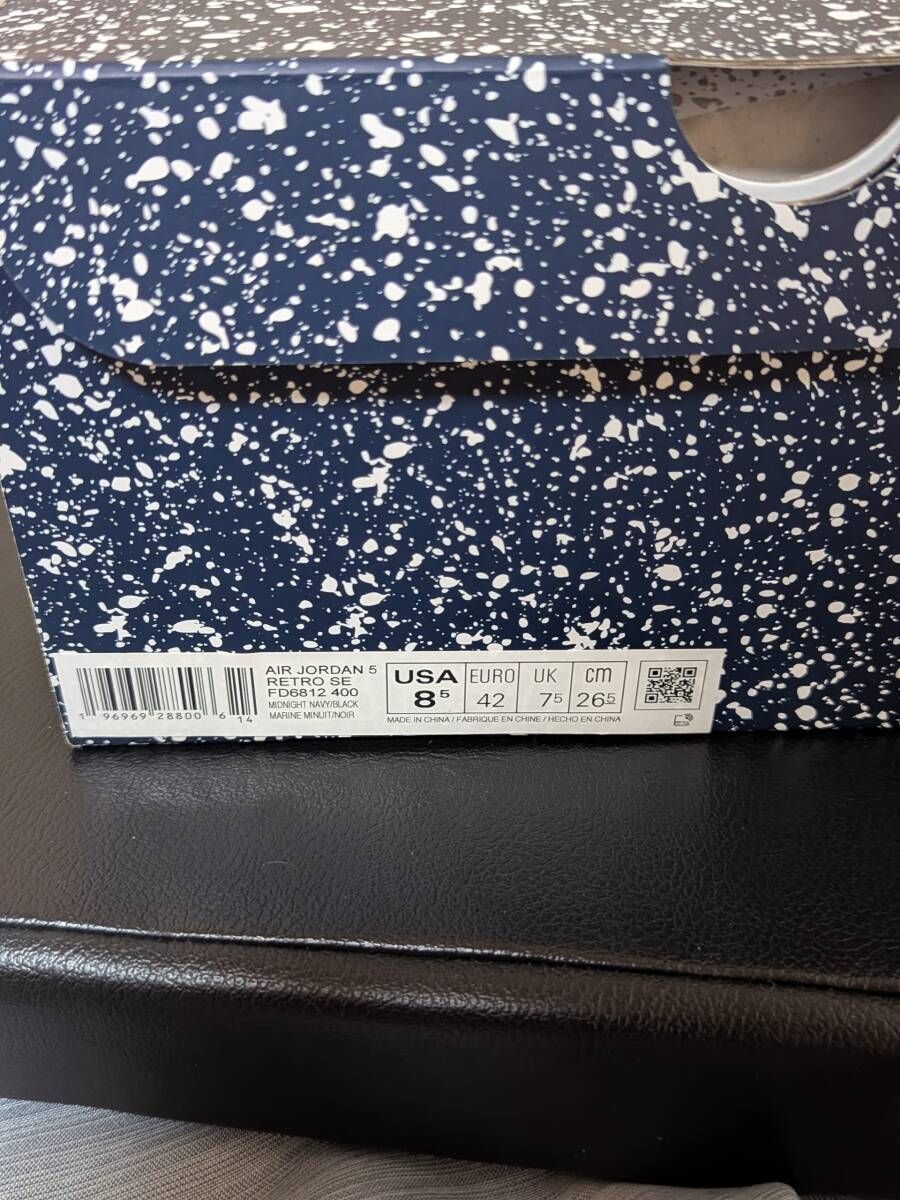 1 96969 28800 6 14
AIR JORDAN 5
RETRO SE
FD6812 400
MIDNIGHT NAVY/BLACK
MARINE MINUIT/NOIR
USA EURO UK cm
8⁵ 42 7⁵ 26⁵
MADE IN CHINA / FABRIQUE EN CHINE / HECHO EN CHINA